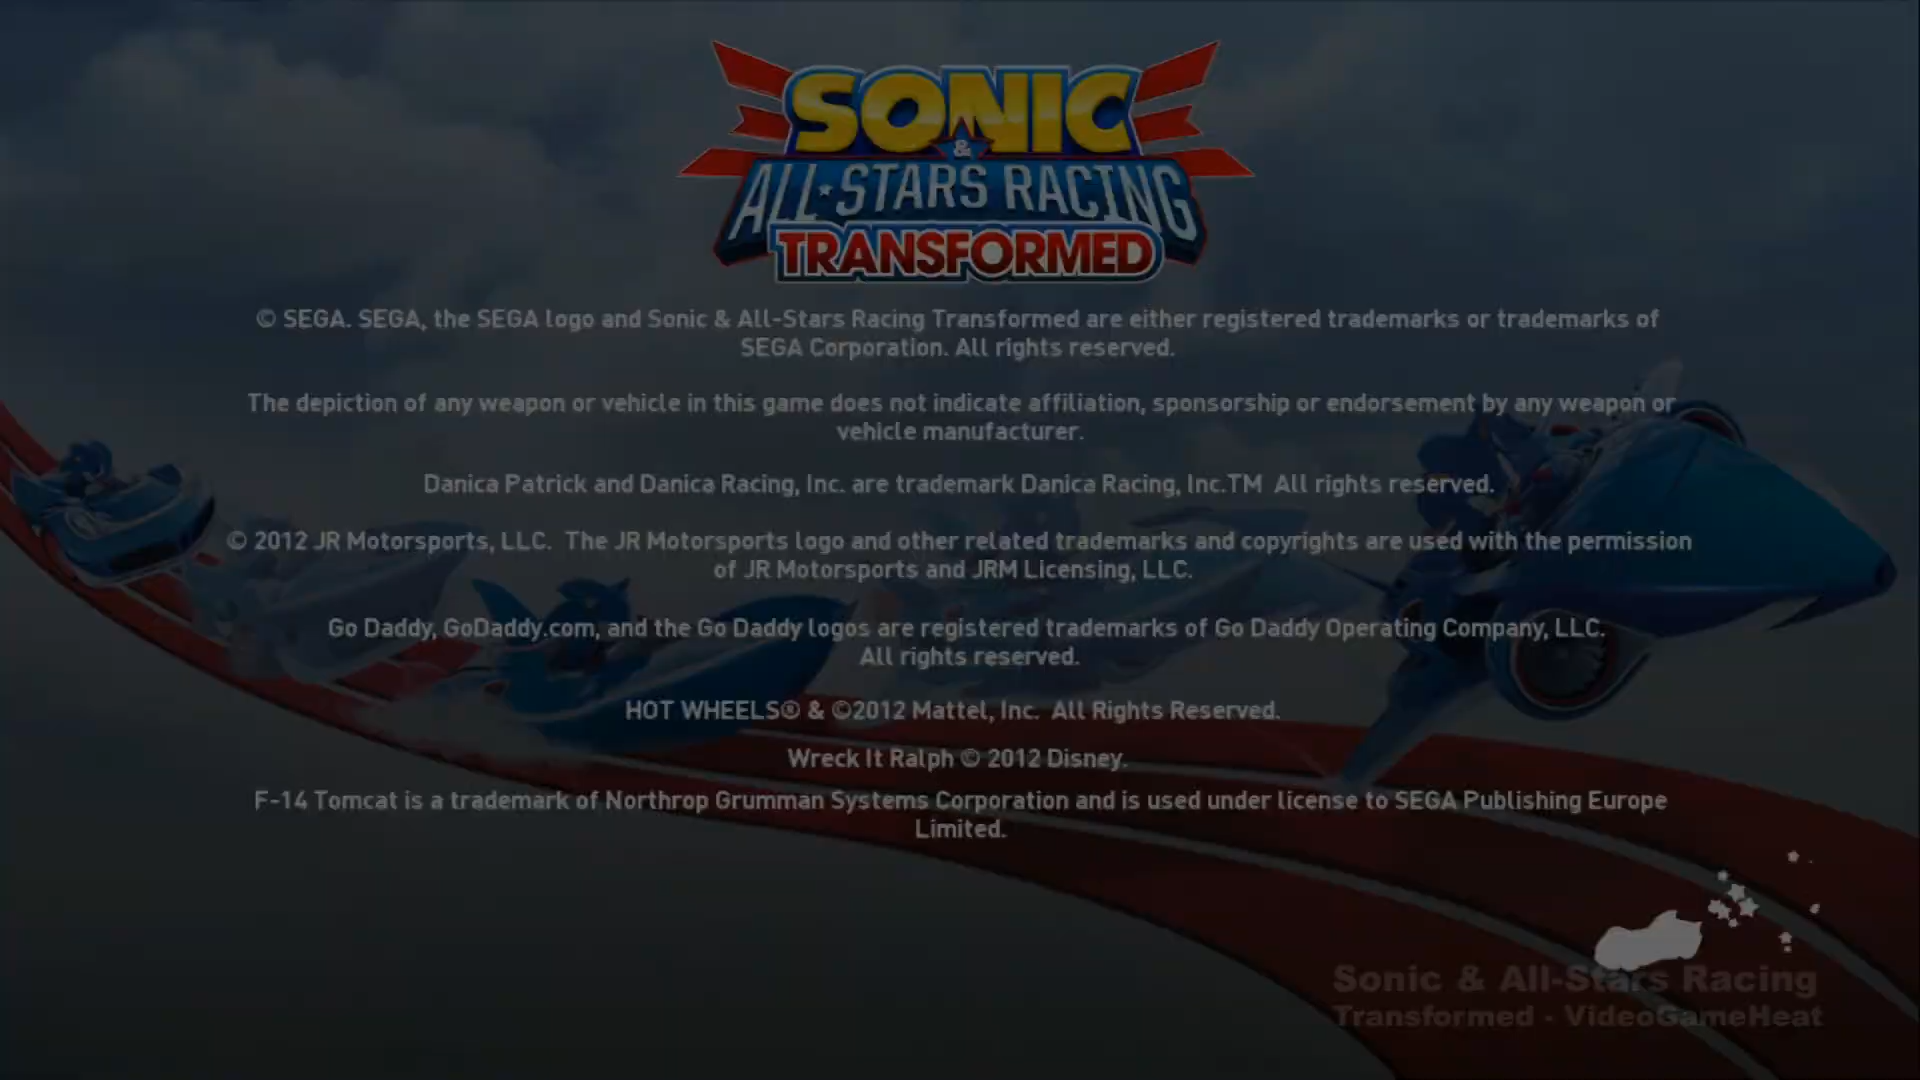 SONIC
&
ALL-STARS RACING
TRANSFORMED
© SEGA. SEGA, the SEGA logo and Sonic & All-Stars Racing Transformed are either registered trademarks or trademarks of
SEGA Corporation. All rights reserved.
The depiction of any weapon or vehicle in this game does not indicate affiliation, sponsorship or endorsement by any weapon or
vehicle manufacturer.
Danica Patrick and Danica Racing, Inc. are trademark Danica Racing, Inc.TM  All rights reserved.
© 2012 JR Motorsports, LLC.  The JR Motorsports logo and other related trademarks and copyrights are used with the permission
of JR Motorsports and JRM Licensing, LLC.
Go Daddy, GoDaddy.com, and the Go Daddy logos are registered trademarks of Go Daddy Operating Company, LLC.
All rights reserved.
HOT WHEELS® & ©2012 Mattel, Inc.  All Rights Reserved.
Wreck It Ralph © 2012 Disney.
F-14 Tomcat is a trademark of Northrop Grumman Systems Corporation and is used under license to SEGA Publishing Europe
Limited.
Sonic & All-Stars Racing
Transformed - VideoGameHeat